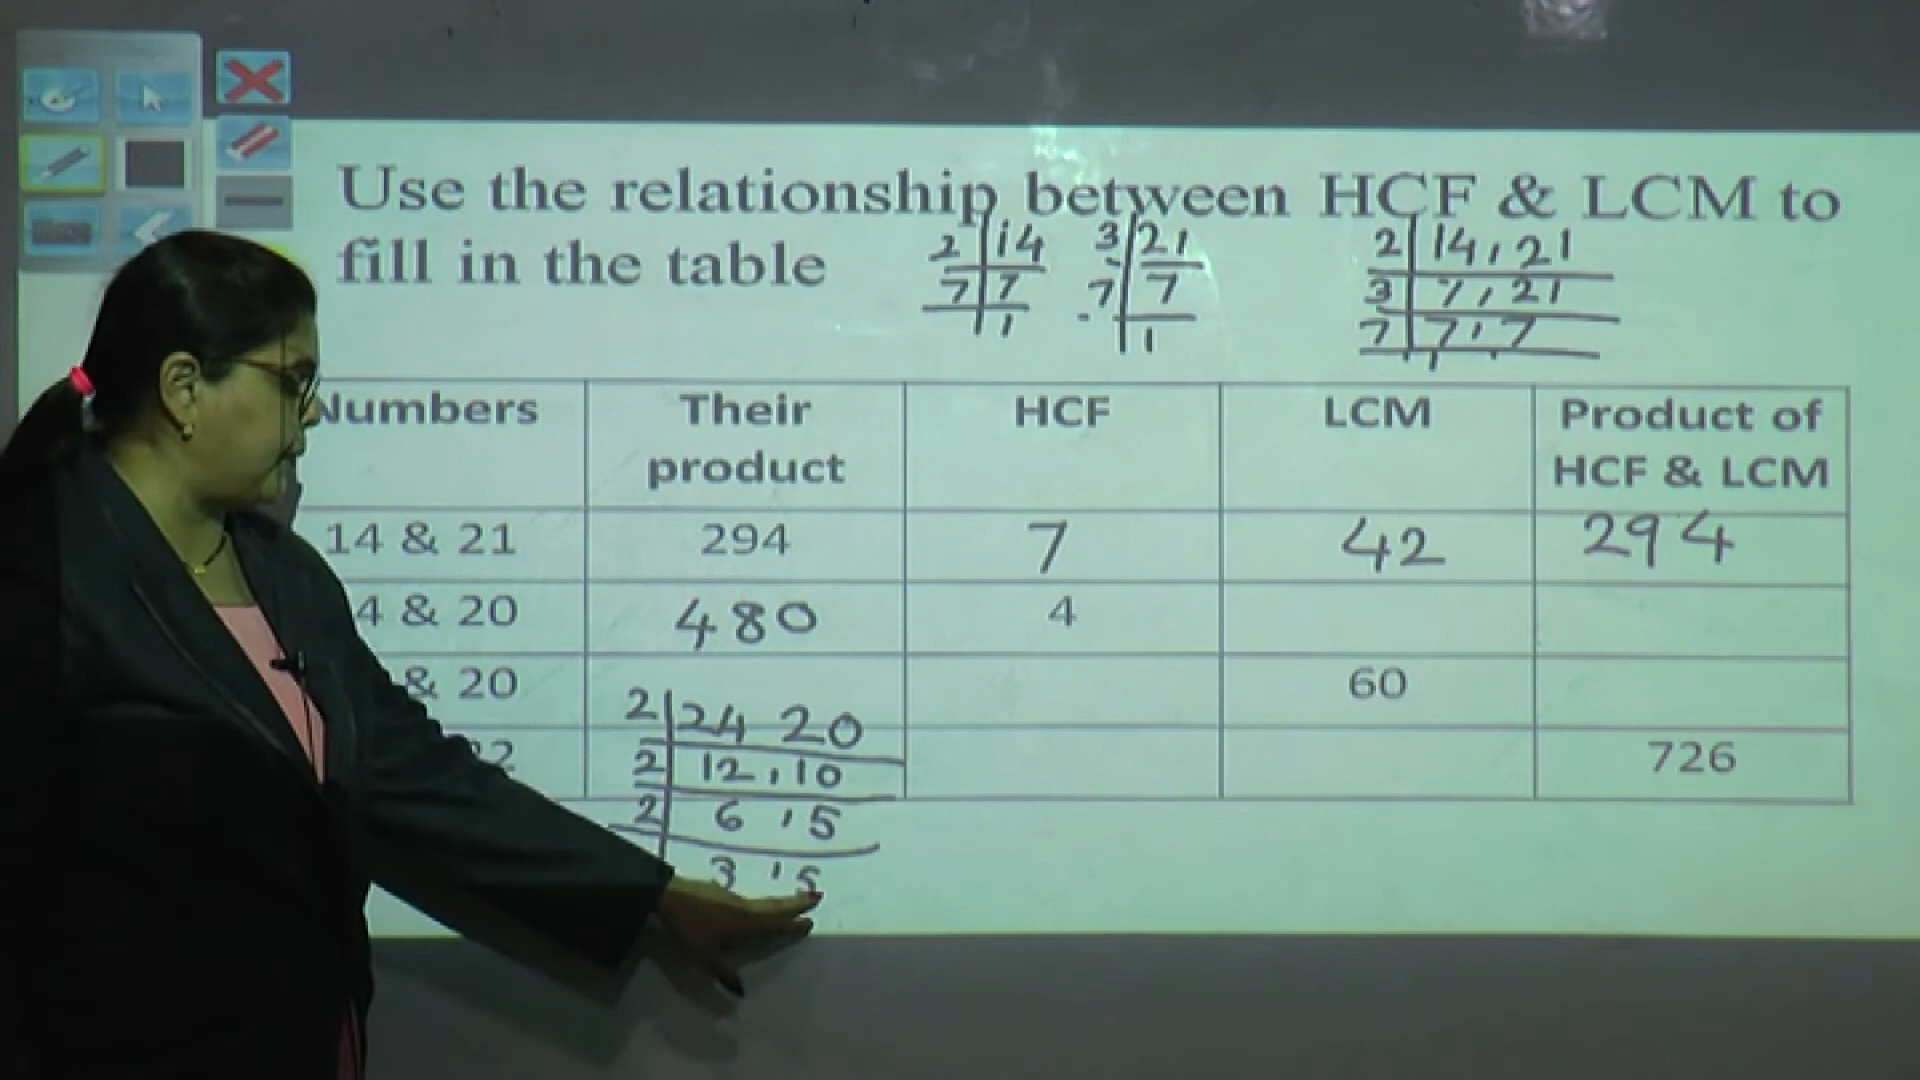 Use the relationship between HCF & LCM to
fill in the table
2 14
7 7
1
3 21
7 7
1
2 14, 21
3 7, 21
7 7, 7
1, 1
Numbers Their product HCF LCM Product of HCF & LCM
14 & 21 294 7 42 294
4 & 20 480 4
& 20 60
2 726
2 24 20
2 12, 10
2 6, 5
3, 5